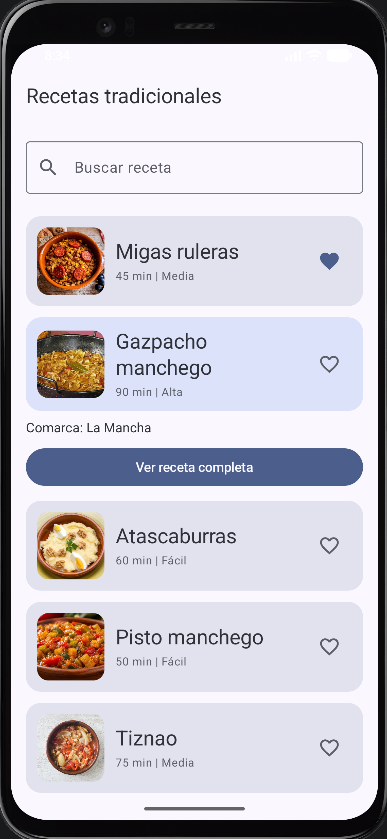 Recetas tradicionales
Buscar receta
Migas ruleras
45 min | Media
Gazpacho
manchego
90 min | Alta
Comarca: La Mancha
Ver receta completa
Atascaburras
60 min | Fácil
Pisto manchego
50 min | Fácil
Tiznao
75 min | Media